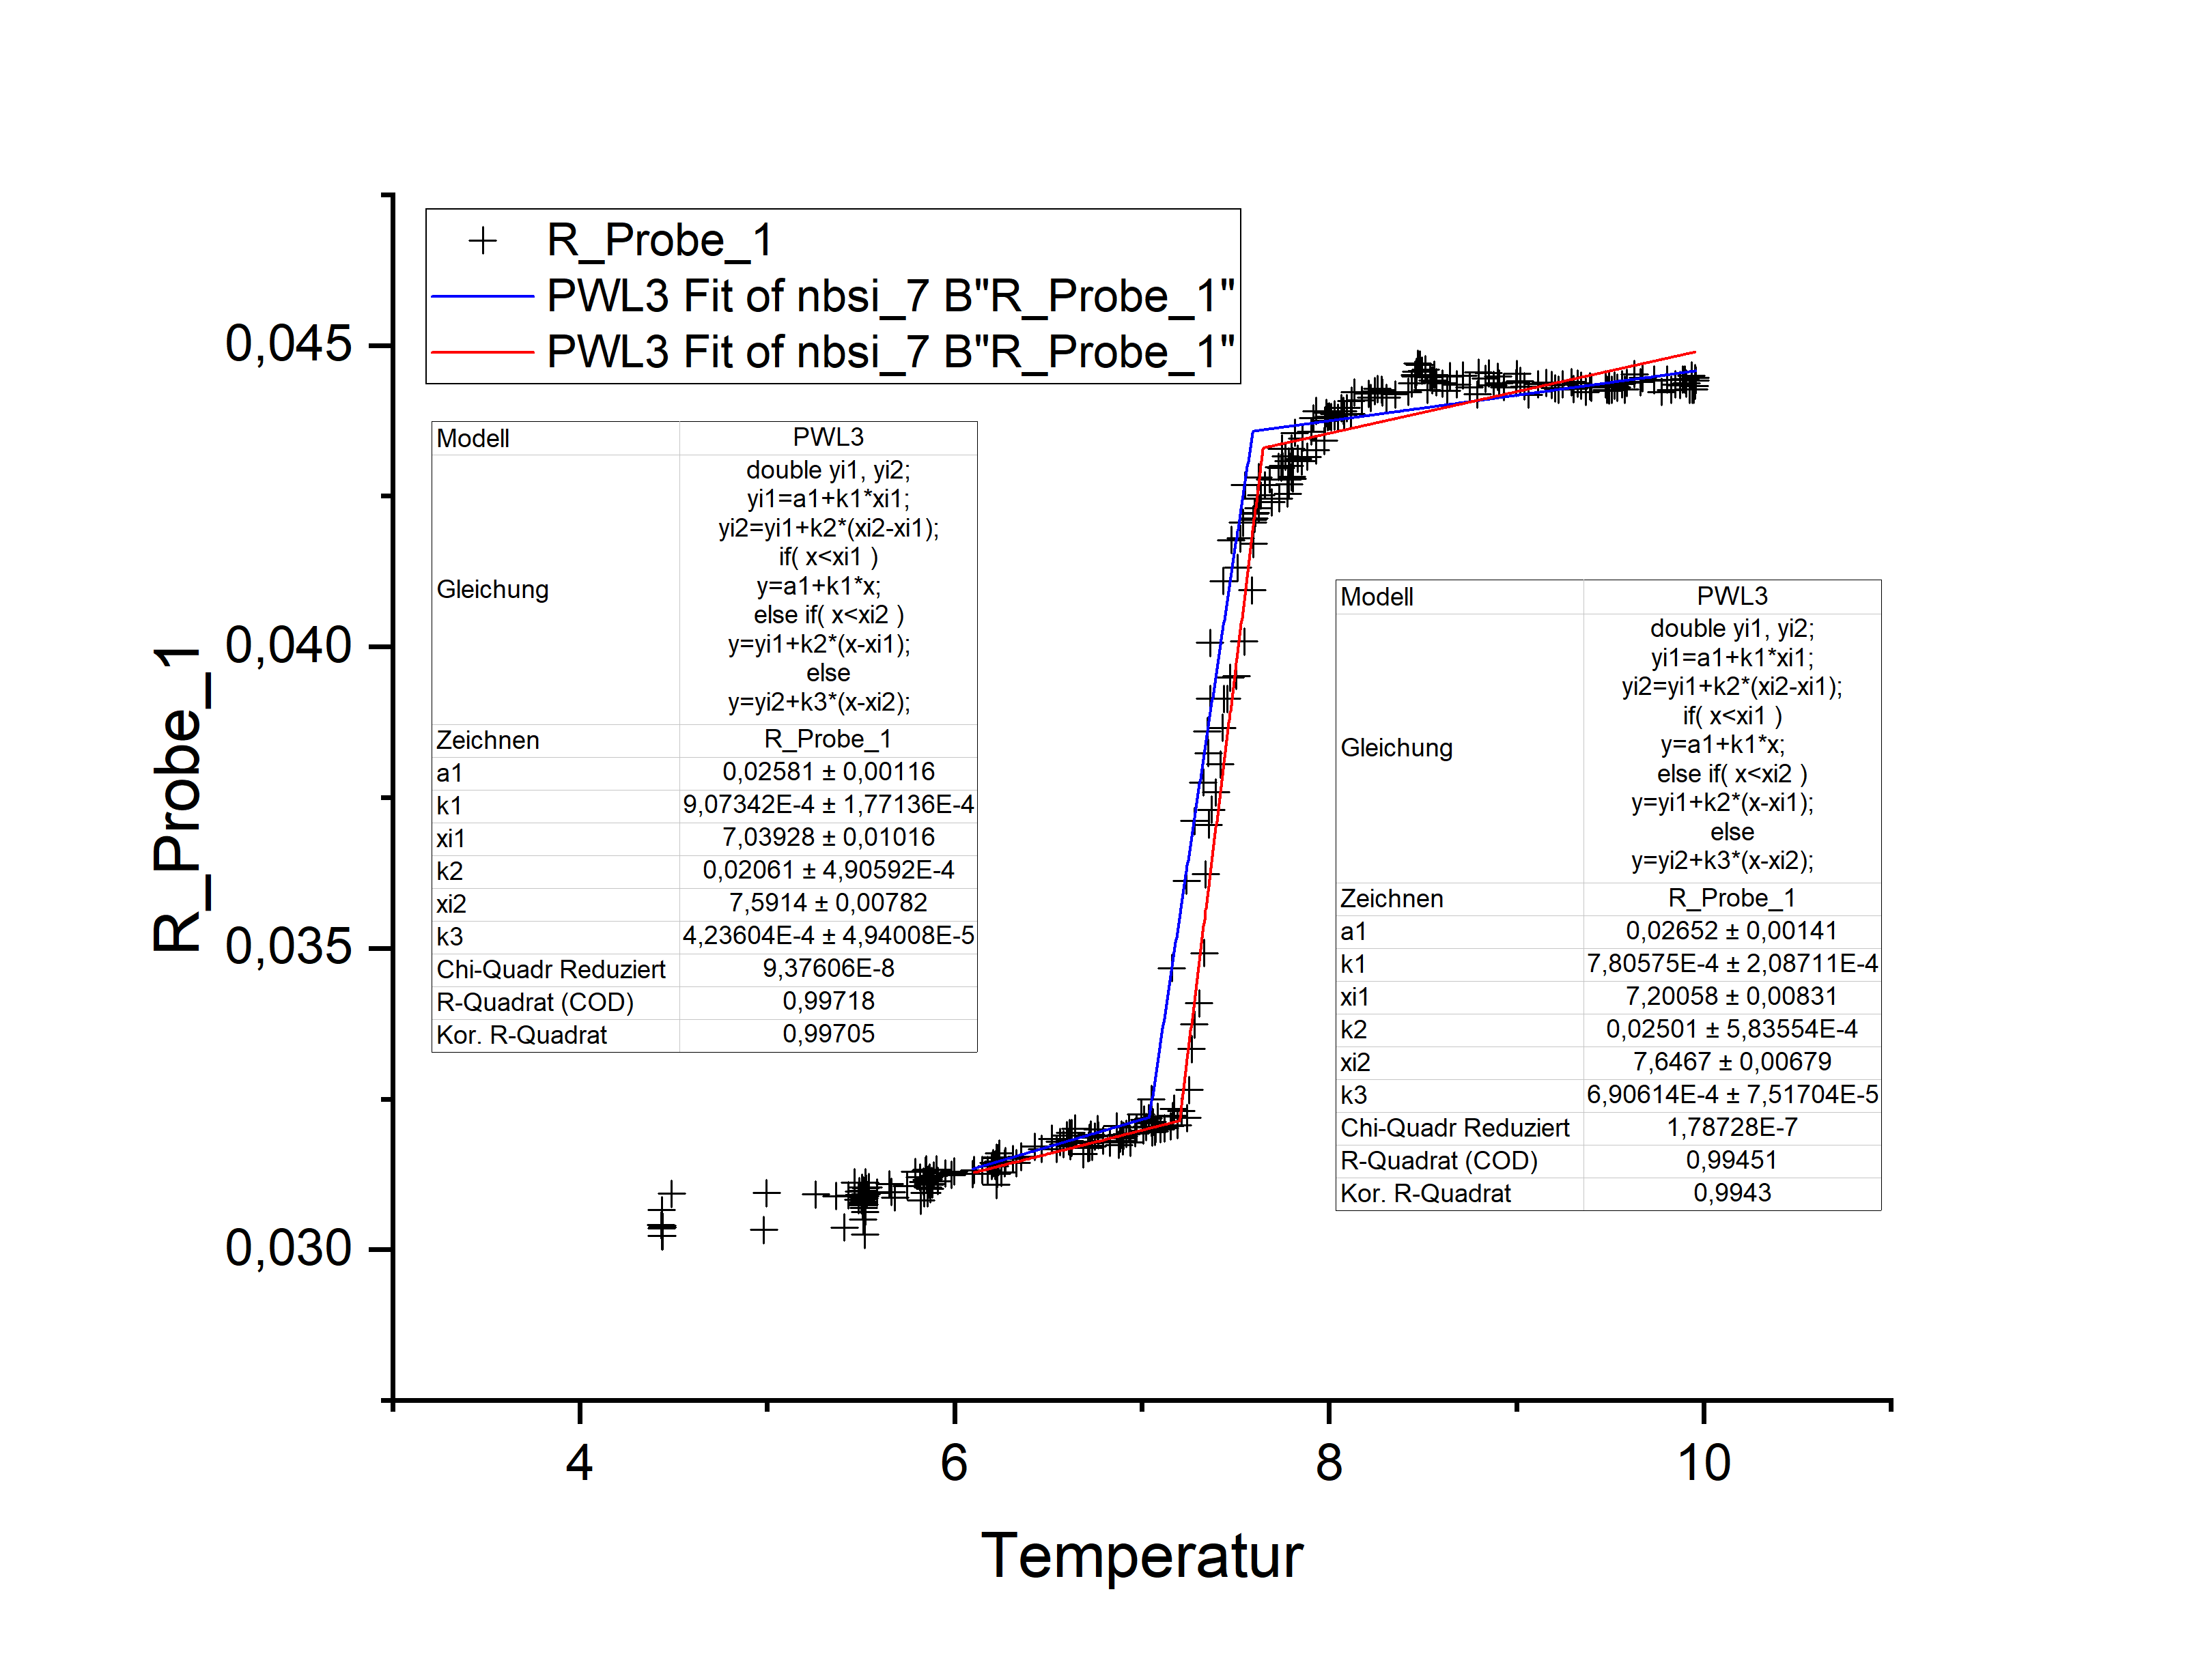 R_Probe_1
PWL3 Fit of nbsi_7 B"R_Probe_1"
PWL3 Fit of nbsi_7 B"R_Probe_1"
0,045
0,040
0,035
0,030
R_Probe_1
4
6
8
10
Temperatur
Modell PWL3
Gleichung
double yi1, yi2;
yi1=a1+k1*xi1;
yi2=yi1+k2*(xi2-xi1);
if( x<xi1 )
y=a1+k1*x;
else if( x<xi2 )
y=yi1+k2*(x-xi1);
else
y=yi2+k3*(x-xi2);
Zeichnen R_Probe_1
a1 0,02581 ± 0,00116
k1 9,07342E-4 ± 1,77136E-4
xi1 7,03928 ± 0,01016
k2 0,02061 ± 4,90592E-4
xi2 7,5914 ± 0,00782
k3 4,23604E-4 ± 4,94008E-5
Chi-Quadr Reduziert 9,37606E-8
R-Quadrat (COD) 0,99718
Kor. R-Quadrat 0,99705
Modell PWL3
Gleichung
double yi1, yi2;
yi1=a1+k1*xi1;
yi2=yi1+k2*(xi2-xi1);
if( x<xi1 )
y=a1+k1*x;
else if( x<xi2 )
y=yi1+k2*(x-xi1);
else
y=yi2+k3*(x-xi2);
Zeichnen R_Probe_1
a1 0,02652 ± 0,00141
k1 7,80575E-4 ± 2,08711E-4
xi1 7,20058 ± 0,00831
k2 0,02501 ± 5,83554E-4
xi2 7,6467 ± 0,00679
k3 6,90614E-4 ± 7,51704E-5
Chi-Quadr Reduziert 1,78728E-7
R-Quadrat (COD) 0,99451
Kor. R-Quadrat 0,9943